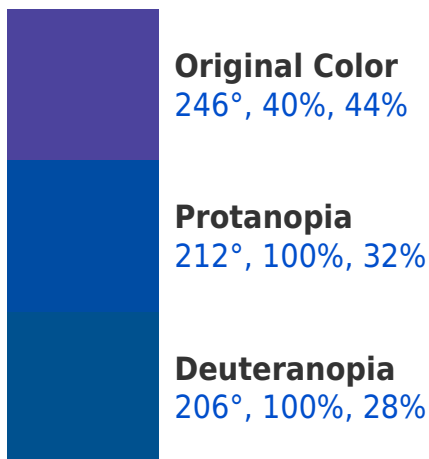 Original Color
246°, 40%, 44%
Protanopia
212°, 100%, 32%
Deuteranopia
206°, 100%, 28%